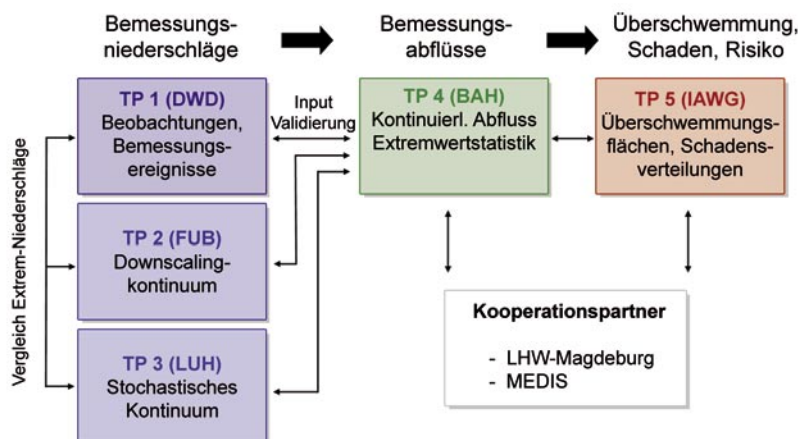 Bemessungs-
niederschläge
Bemessungs-
abflüsse
Überschwemmung,
Schaden, Risiko
Vergleich Extrem-Niederschläge
TP 1 (DWD)
Beobachtungen,
Bemessungs-
ereignisse
Input
Validierung
TP 4 (BAH)
Kontinuierl. Abfluss
Extremwertstatistik
TP 5 (IAWG)
Überschwemmungs-
flächen, Schadens-
verteilungen
TP 2 (FUB)
Downscaling-
kontinuum
TP 3 (LUH)
Stochastisches
Kontinuum
Kooperationspartner
- LHW-Magdeburg
- MEDIS